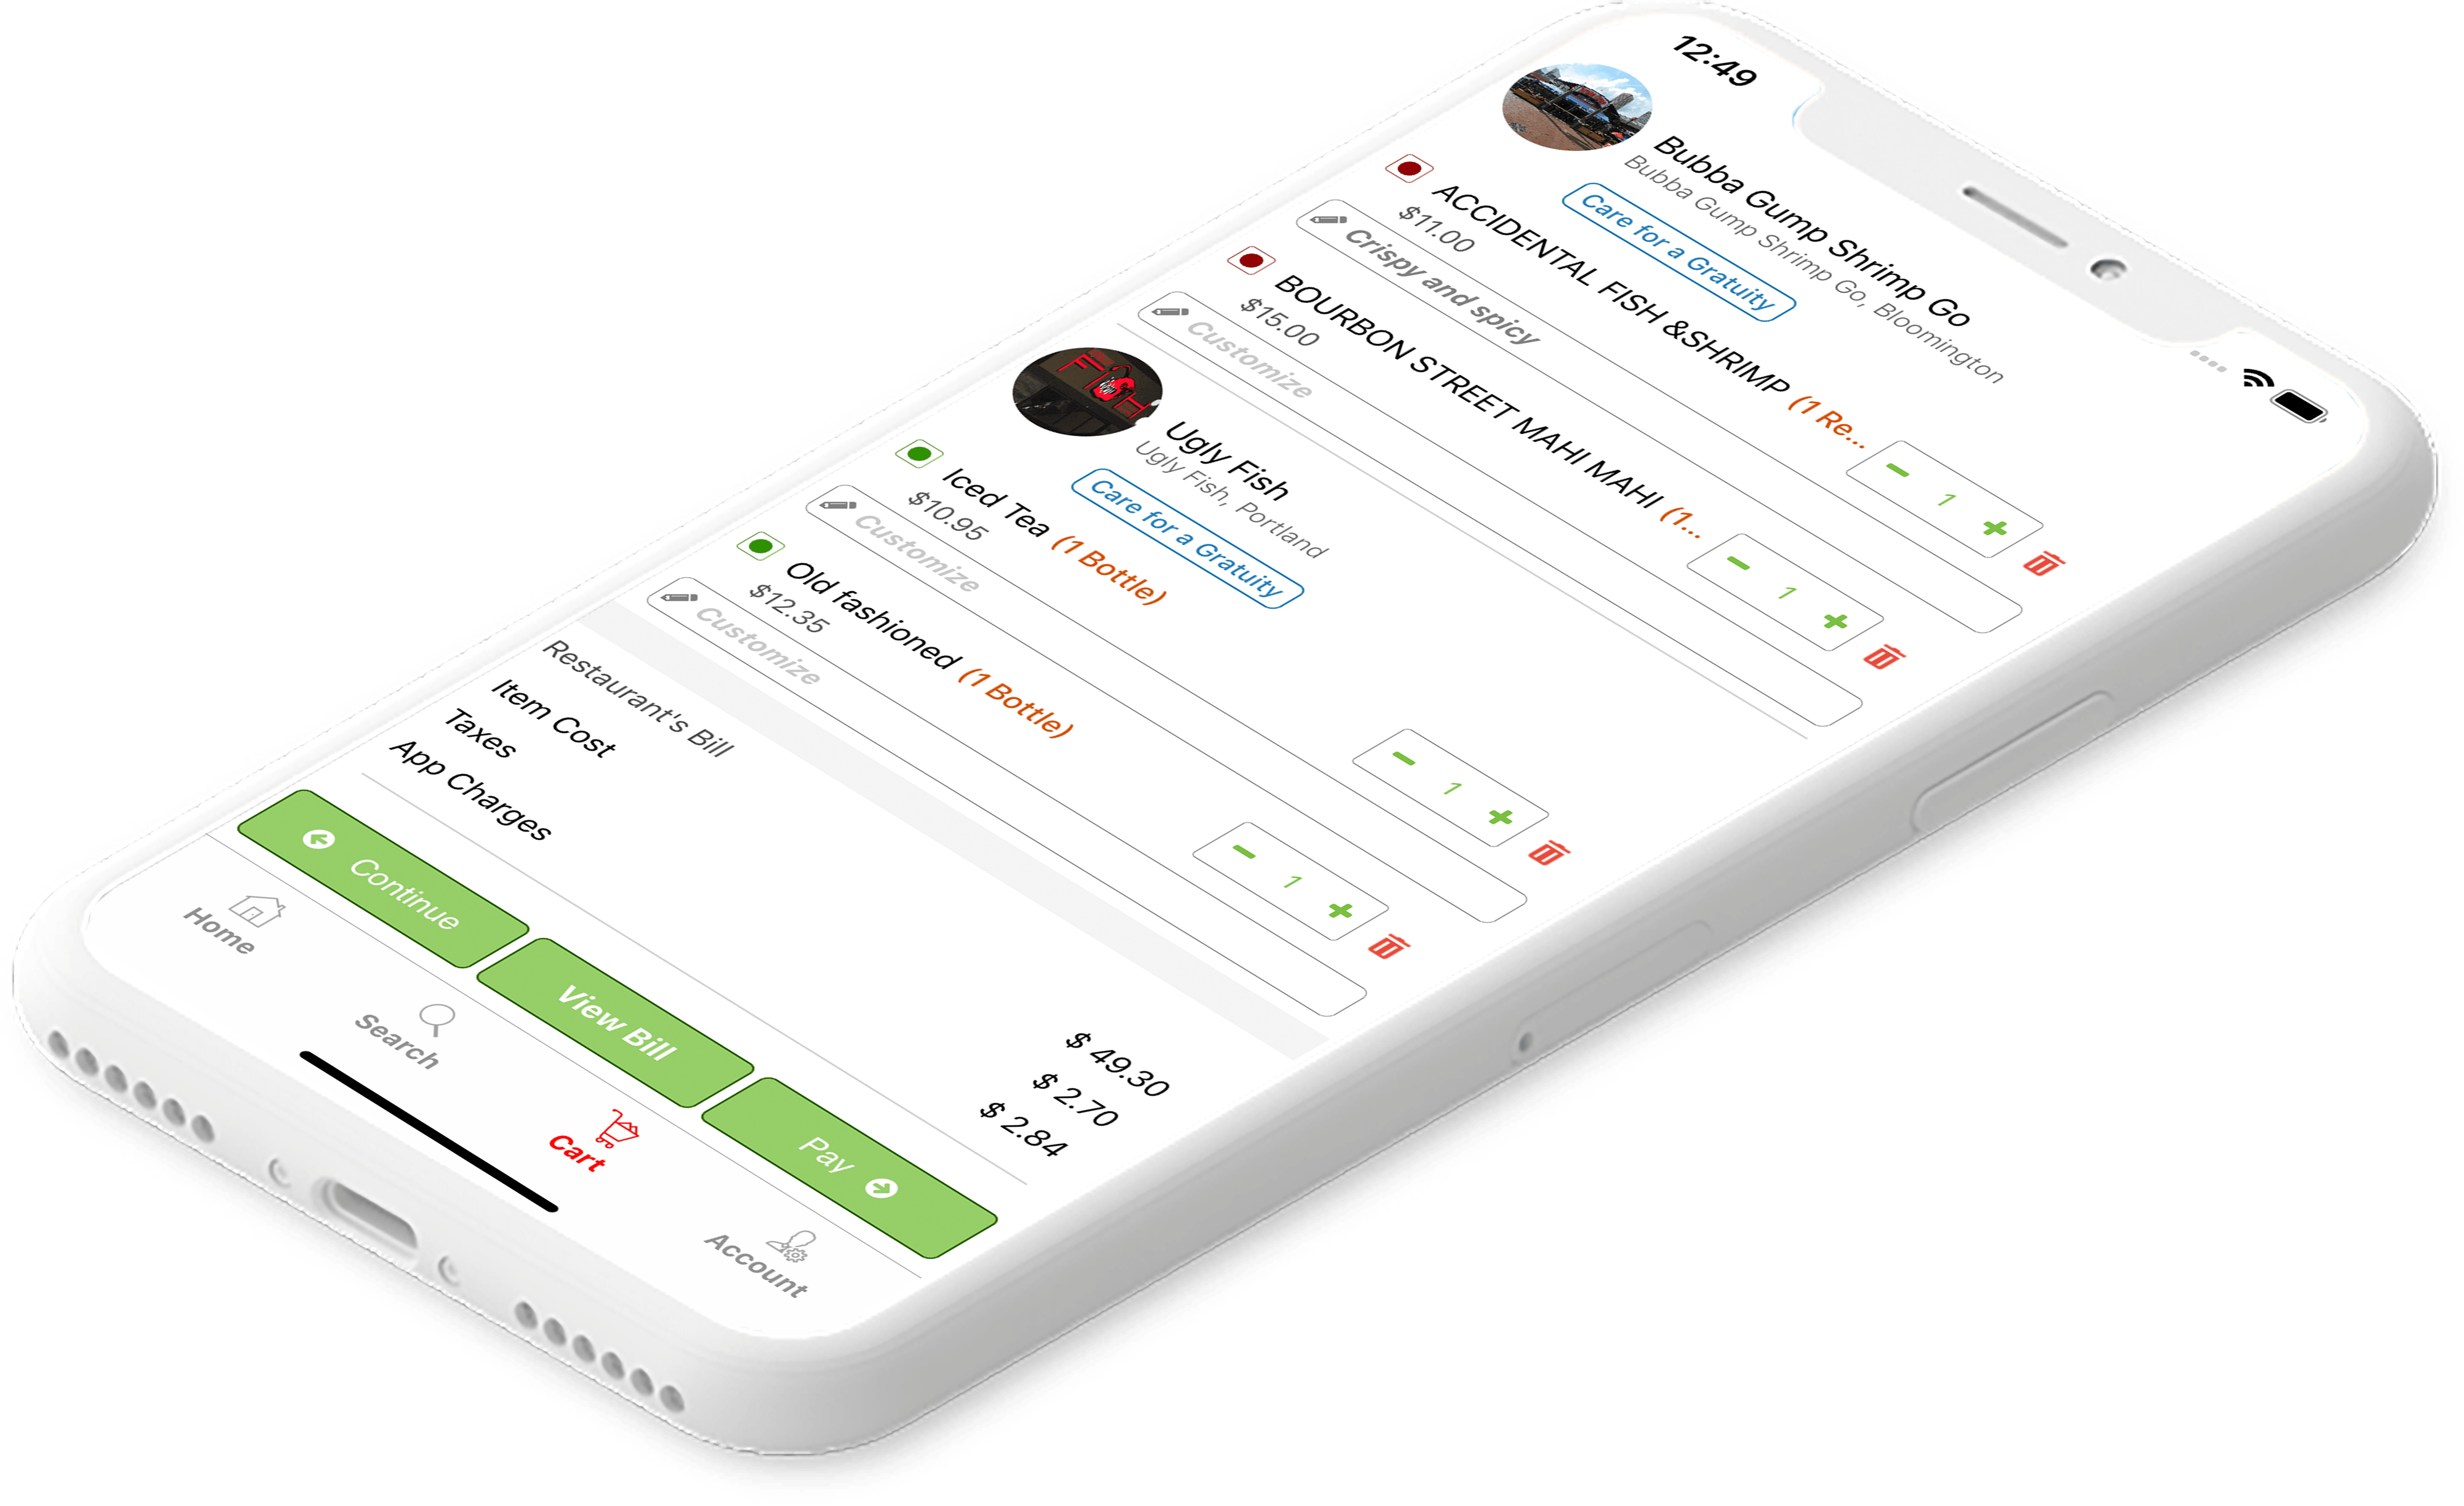 12:49
Bubba Gump Shrimp Go
Bubba Gump Shrimp Go, Bloomington
Care for a Gratuity
ACCIDENTAL FISH &SHRIMP (1 Re...
$11.00
- 1 +
Crispy and spicy
BOURBON STREET MAHI MAHI (1...
$15.00
- 1 +
Customize
FISH
Ugly Fish
Ugly Fish, Portland
Care for a Gratuity
Iced Tea (1 Bottle)
$10.95
- 1 +
Customize
Old fashioned (1 Bottle)
$12.35
- 1 +
Customize
Restaurant's Bill
Item Cost $ 49.30
Taxes $ 2.70
App Charges $ 2.84
Continue
View Bill
Pay
Home
Search
Cart
Account